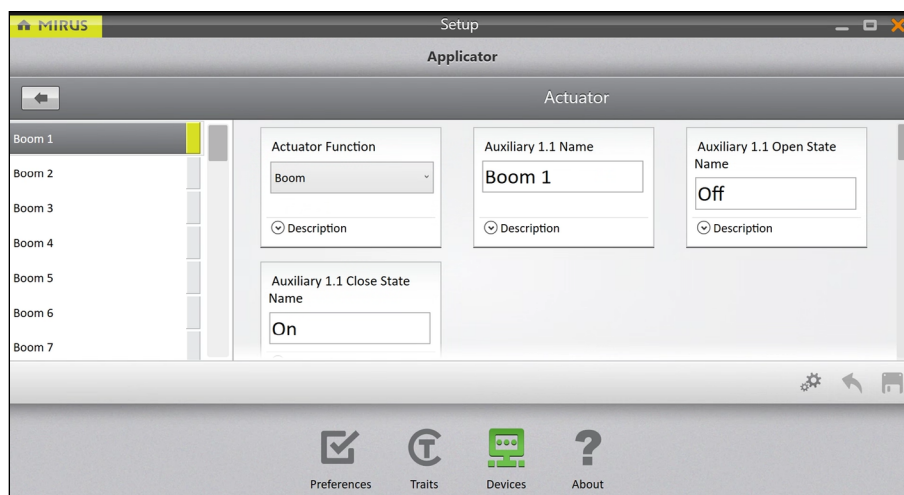 MIRUS
Setup
Applicator
Actuator
Boom 1
Boom 2
Boom 3
Boom 4
Boom 5
Boom 6
Boom 7
Actuator Function
Boom
Description
Auxiliary 1.1 Name
Boom 1
Description
Auxiliary 1.1 Open State
Name
Off
Description
Auxiliary 1.1 Close State
Name
On
Preferences
Traits
Devices
About